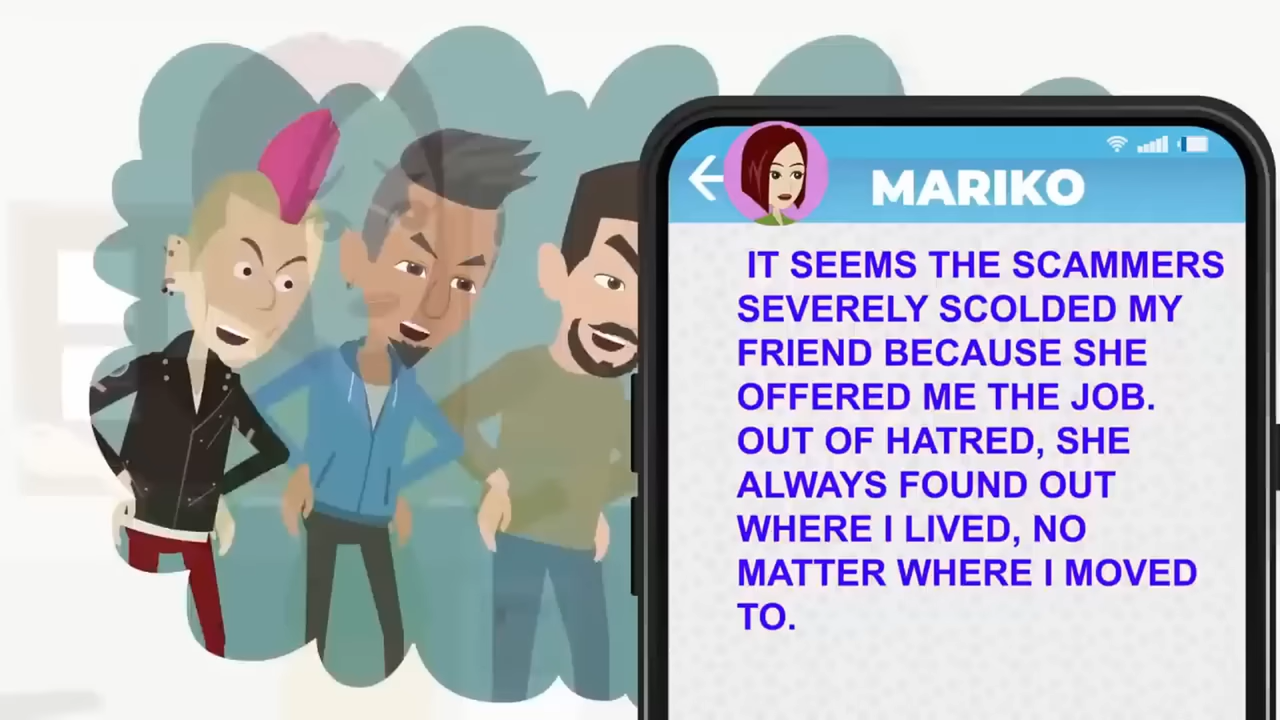 MARIKO
IT SEEMS THE SCAMMERS
SEVERELY SCOLDED MY
FRIEND BECAUSE SHE
OFFERED ME THE JOB.
OUT OF HATRED, SHE
ALWAYS FOUND OUT
WHERE I LIVED, NO
MATTER WHERE I MOVED
TO.